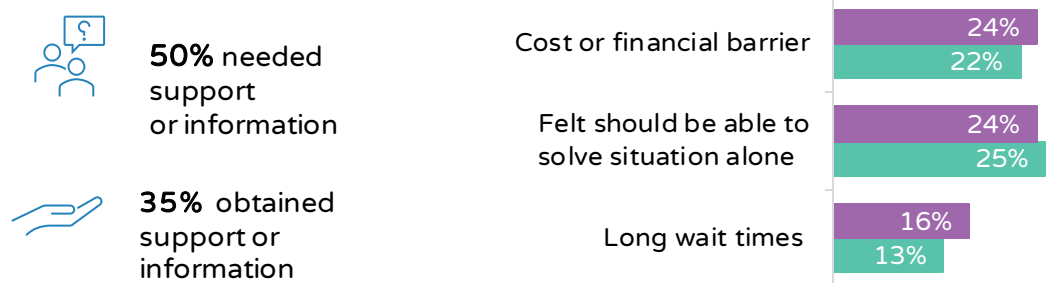 ?
50% needed
support
or information
35% obtained
support or
information
Cost or financial barrier
24%
22%
Felt should be able to
solve situation alone
24%
25%
Long wait times
16%
13%